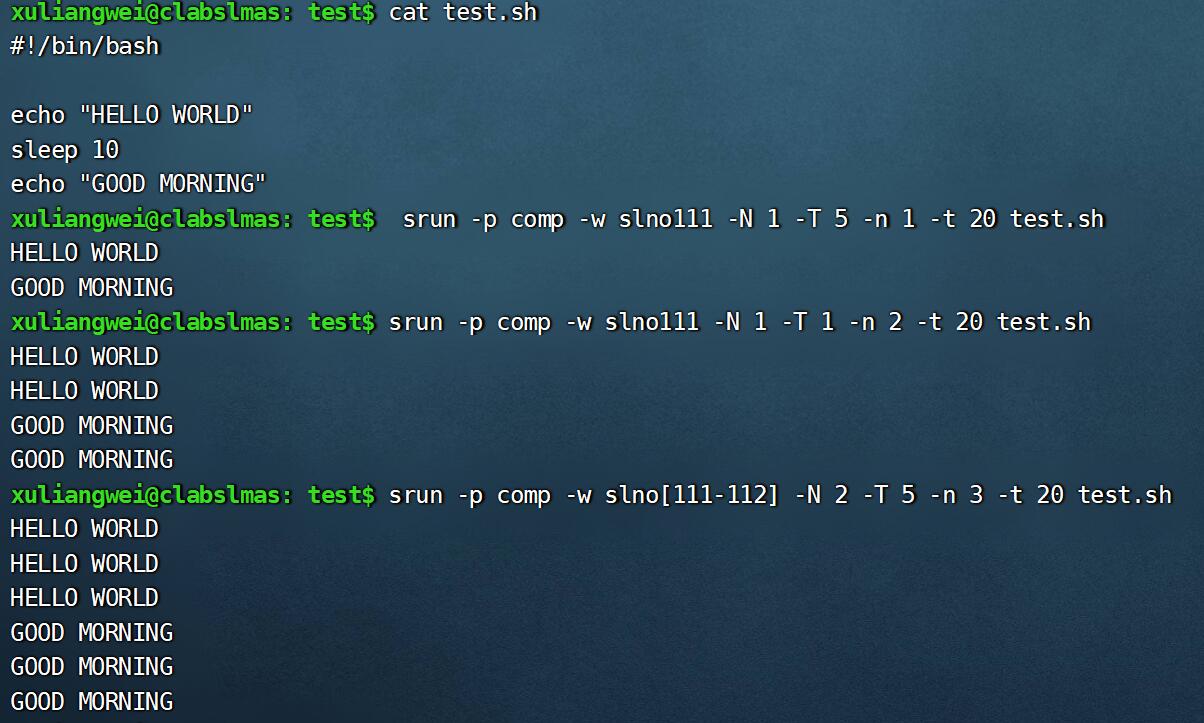 xuliangwei@clabslmas: test$ cat test.sh
#!/bin/bash
echo "HELLO WORLD"
sleep 10
echo "GOOD MORNING"
xuliangwei@clabslmas: test$  srun -p comp -w slno111 -N 1 -T 5 -n 1 -t 20 test.sh
HELLO WORLD
GOOD MORNING
xuliangwei@clabslmas: test$ srun -p comp -w slno111 -N 1 -T 1 -n 2 -t 20 test.sh
HELLO WORLD
HELLO WORLD
GOOD MORNING
GOOD MORNING
xuliangwei@clabslmas: test$ srun -p comp -w slno[111-112] -N 2 -T 5 -n 3 -t 20 test.sh
HELLO WORLD
HELLO WORLD
HELLO WORLD
GOOD MORNING
GOOD MORNING
GOOD MORNING